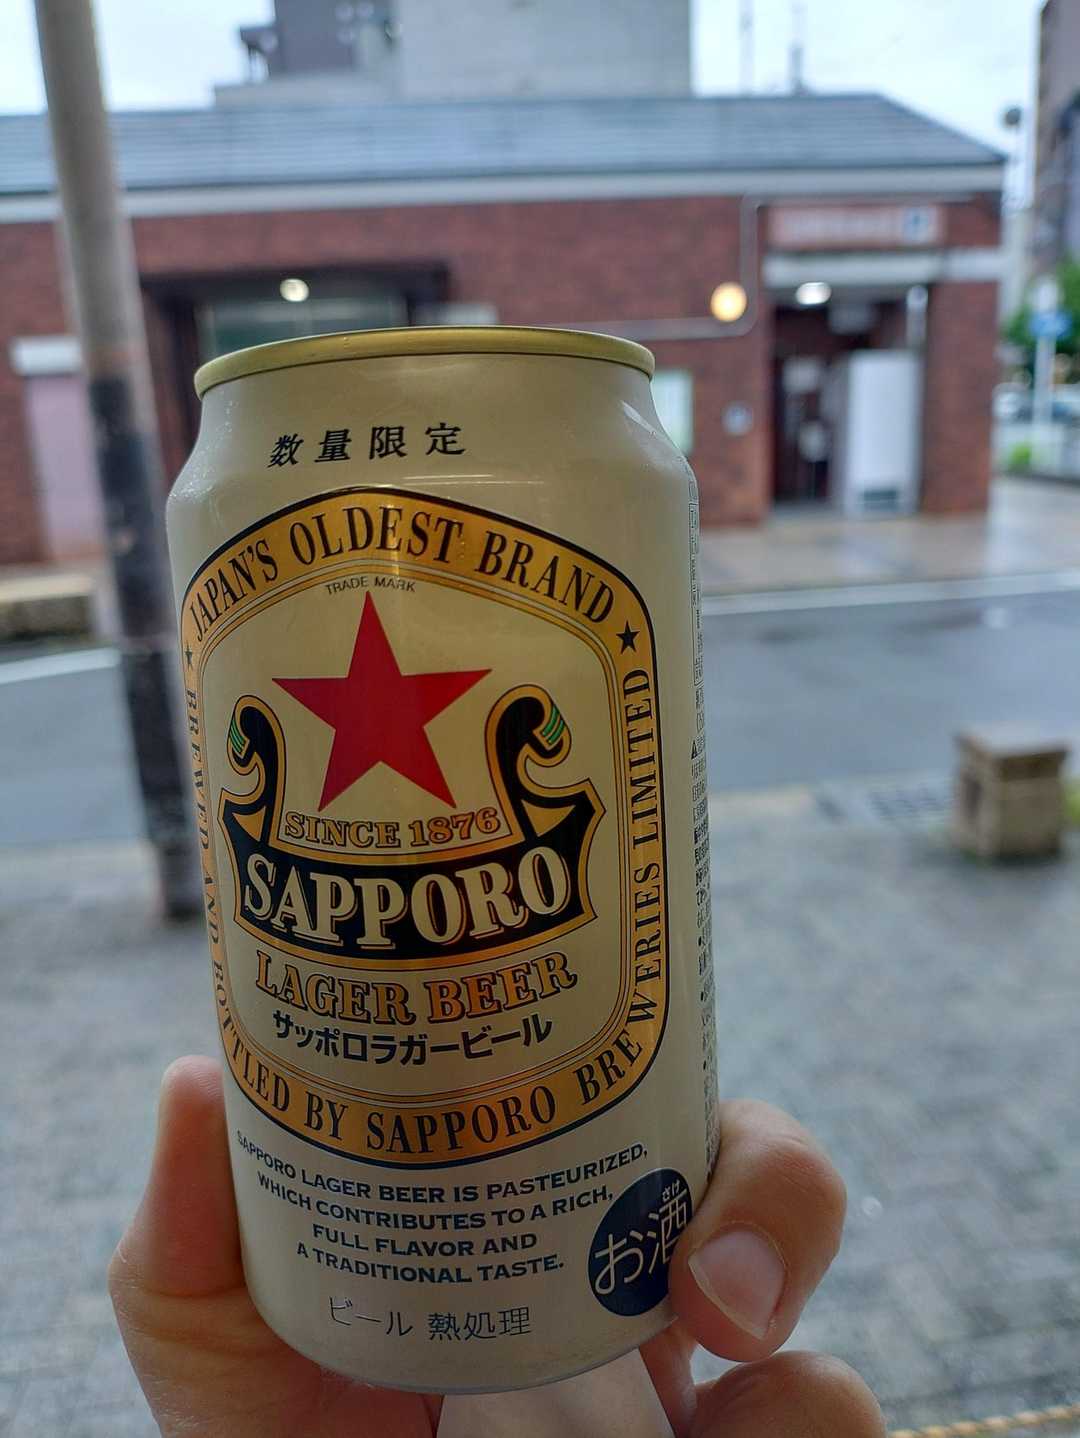 数量限定
★ JAPAN'S OLDEST BRAND ★
TRADE MARK
SINCE 1876
SAPPORO
LAGER BEER
サッポロラガービール
BREWED AND BOTTLED BY SAPPORO BREWERIES LIMITED
SAPPORO LAGER BEER IS PASTEURIZED,
WHICH CONTRIBUTES TO A RICH,
FULL FLAVOR AND
A TRADITIONAL TASTE.
さけ
お酒
ビール 熱処理